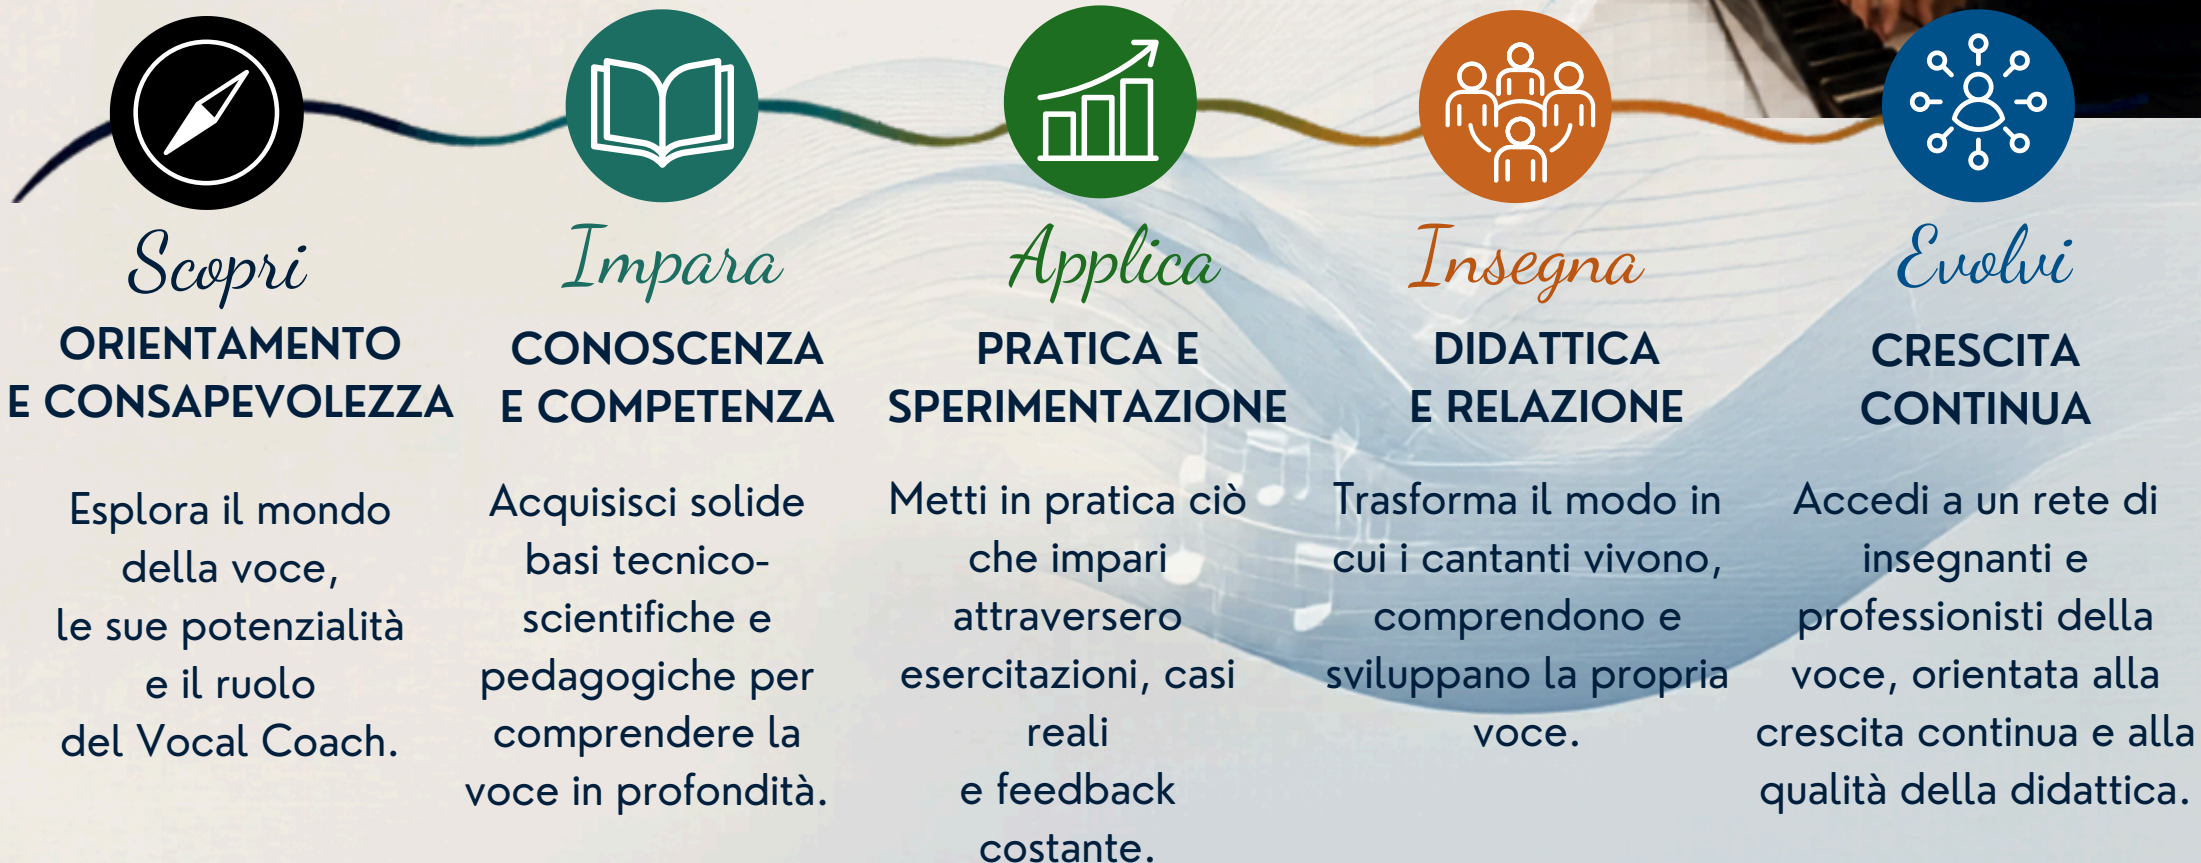 Scopri
ORIENTAMENTO
E CONSAPEVOLEZZA
Esplora il mondo
della voce,
le sue potenzialità
e il ruolo
del Vocal Coach.
Impara
CONOSCENZA
E COMPETENZA
Acquisisci solide
basi tecnico-
scientifiche e
pedagogiche per
comprendere la
voce in profondità.
Applica
PRATICA E
SPERIMENTAZIONE
Metti in pratica ciò
che impari
attraversero
esercitazioni, casi
reali
e feedback
costante.
Insegna
DIDATTICA
E RELAZIONE
Trasforma il modo in
cui i cantanti vivono,
comprendono e
sviluppano la propria
voce.
Evolvi
CRESCITA
CONTINUA
Accedi a un rete di
insegnanti e
professionisti della
voce, orientata alla
crescita continua e alla
qualità della didattica.